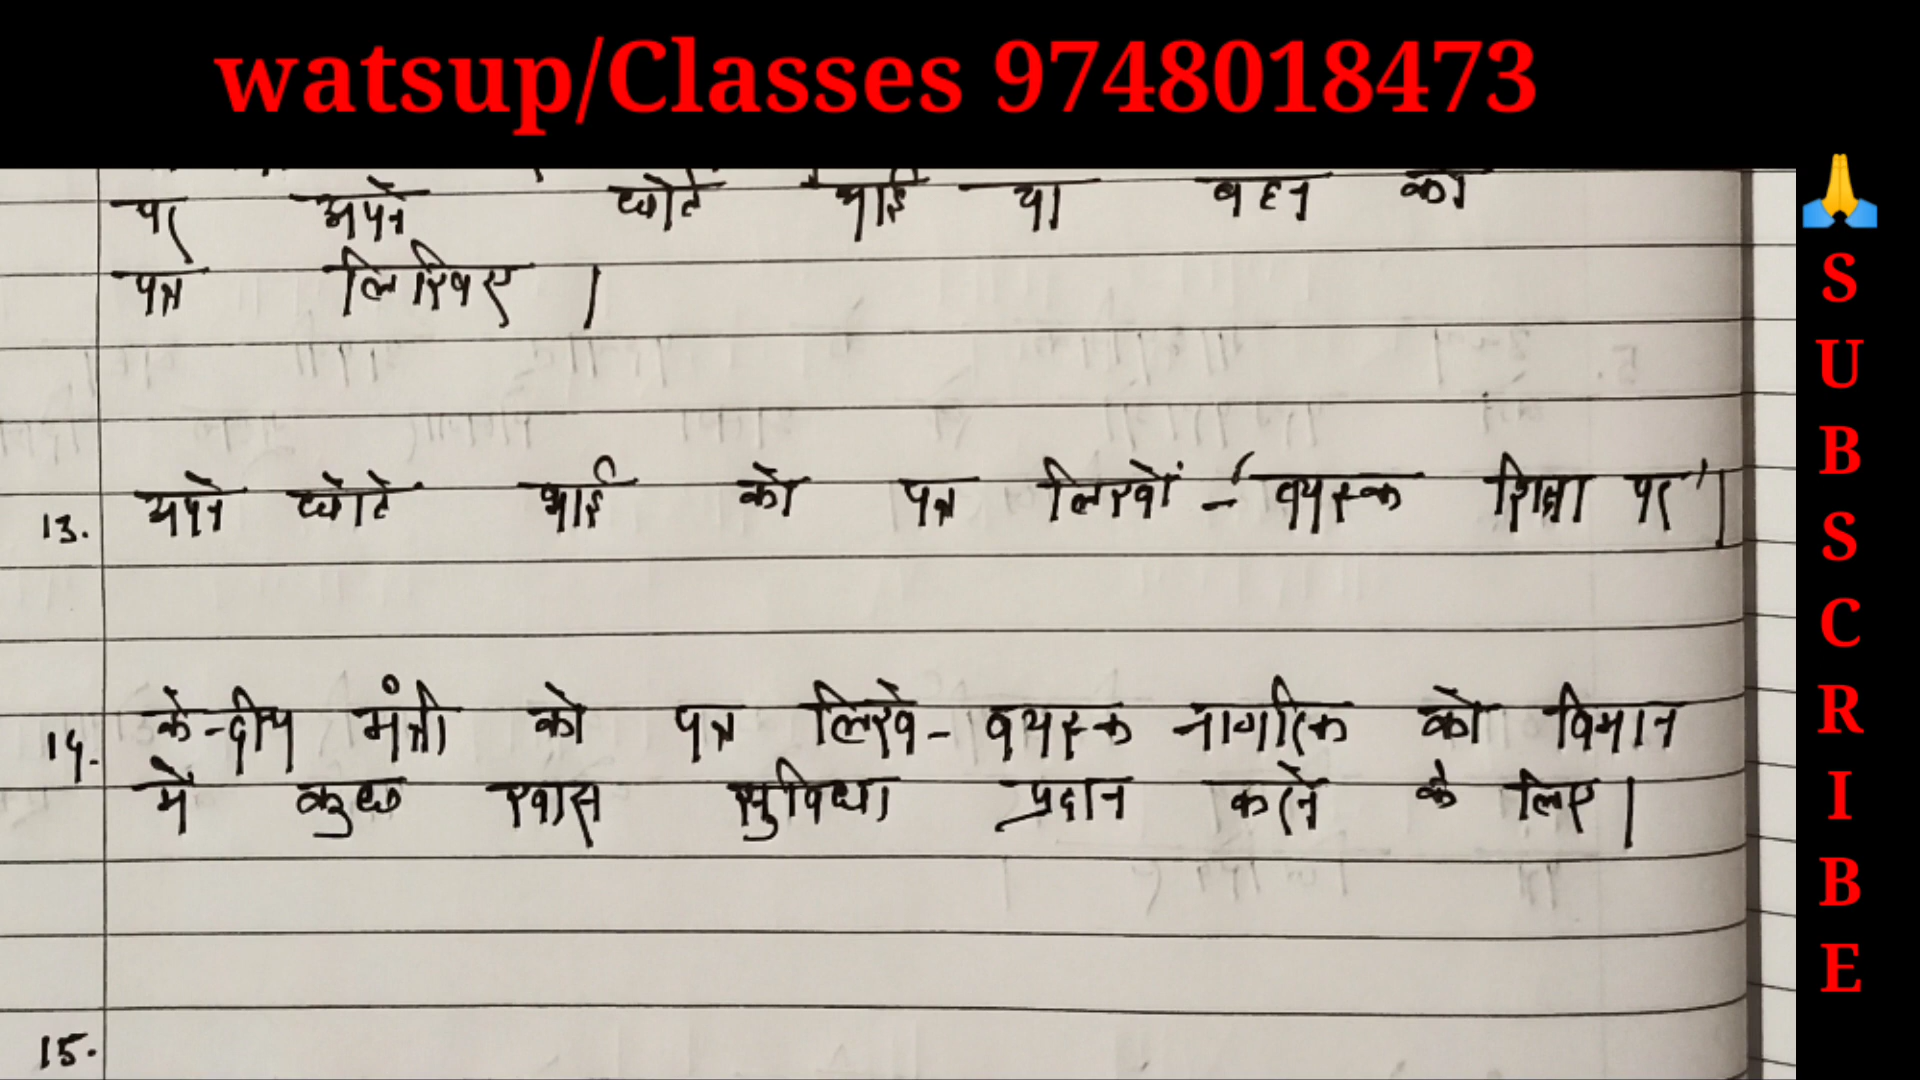 watsup/Classes 9748018473
पर अपने छोटे भाई या बहन को
पत्र लिखिए ।
13. अपने छोटे भाई को पत्र लिखों - 'वयस्क शिक्षा पर' ।
14. केन्द्रीय मंत्री को पत्र लिखे - वयस्क नागरिक को विमान
में कुछ खास सुविधा प्रदान करने के लिए ।
15.
SUBSCRIBE